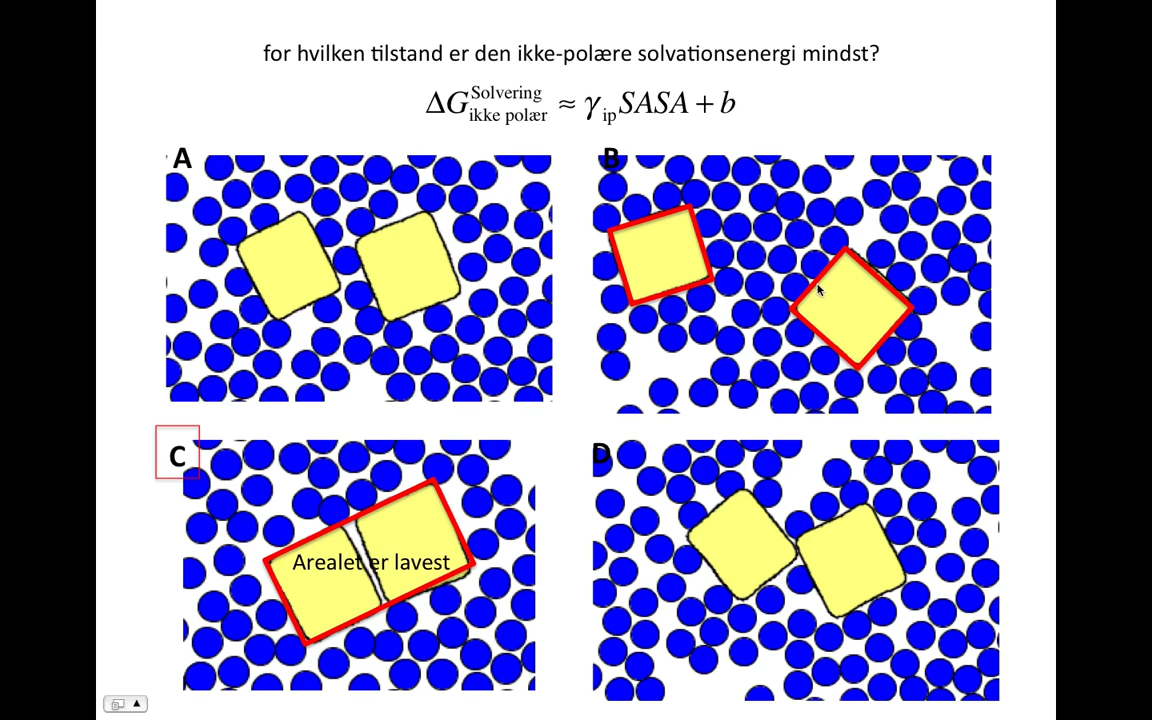 for hvilken tilstand er den ikke-polære solvationsenergi mindst?
ΔG^Solvering_ikke polær ≈ γ_ip SASA + b
A
B
C
Arealet er lavest
D